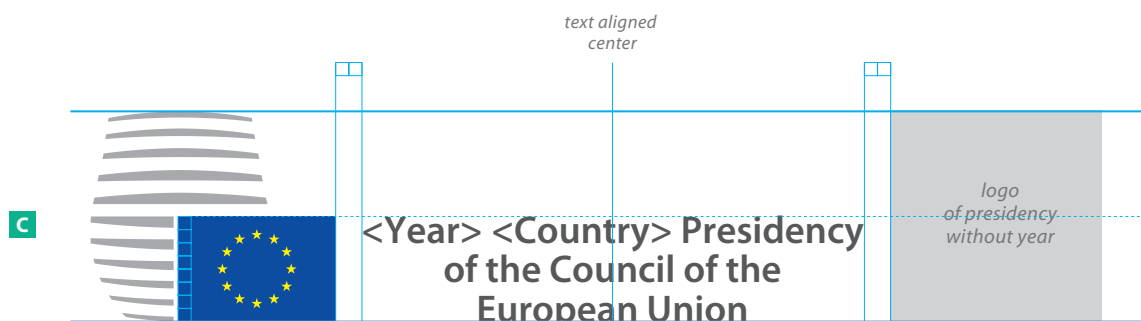 text aligned
center
C
<Year> <Country> Presidency
of the Council of the
European Union
logo
of presidency
without year